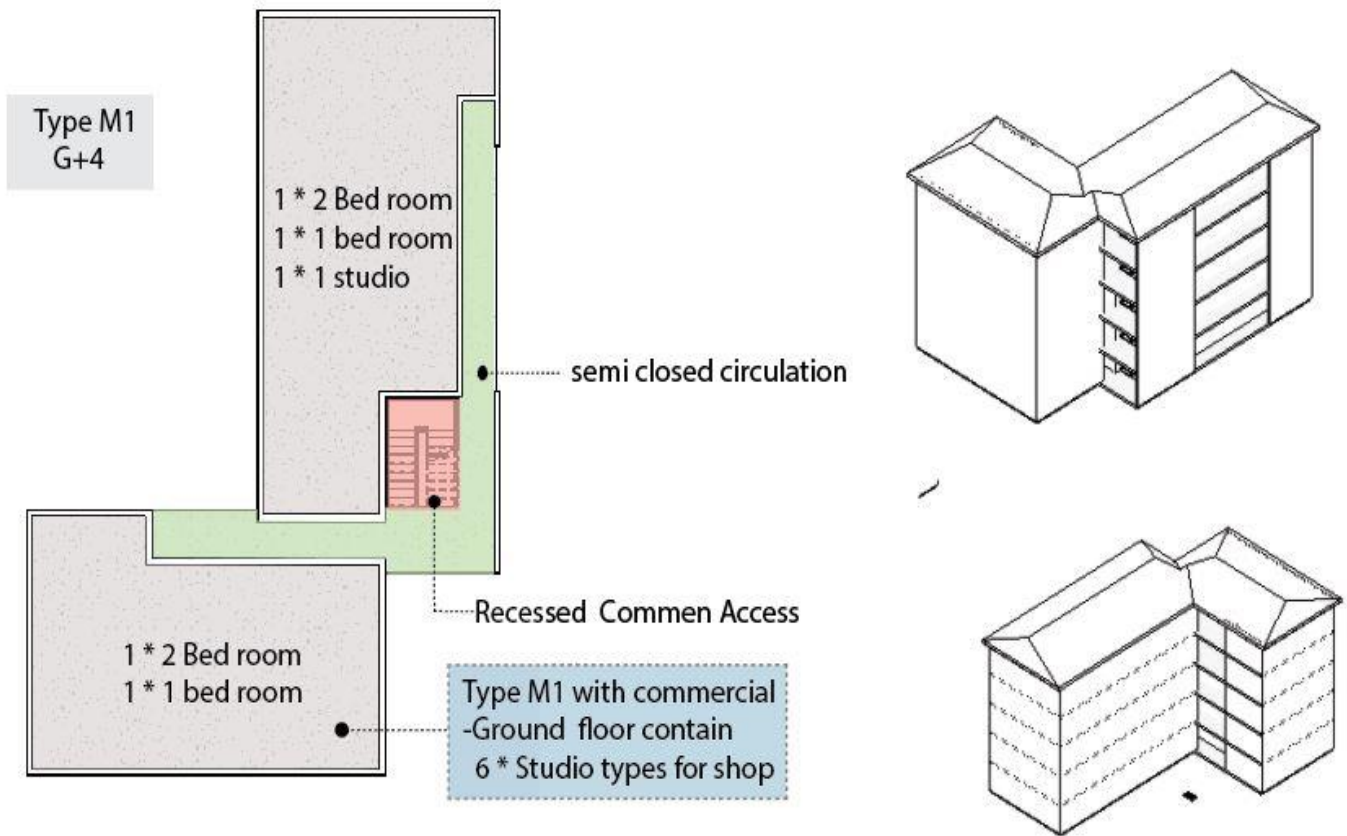 Type M1
G+4
1 * 2 Bed room
1 * 1 bed room
1 * 1 studio
semi closed circulation
Recessed Commen Access
1 * 2 Bed room
1 * 1 bed room
Type M1 with commercial
-Ground floor contain
6 * Studio types for shop